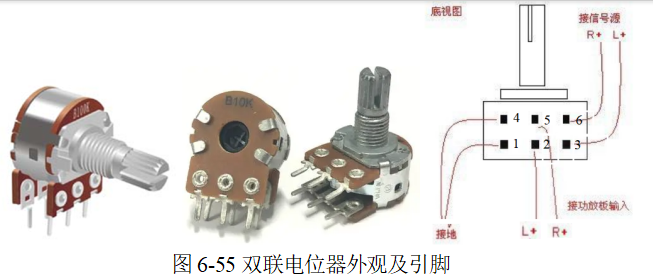 B100K
B10K
底视图
接信号源
R+ L+
4 5 6
1 2 3
接功放板输入
接地
L+ R+
图 6-55 双联电位器外观及引脚